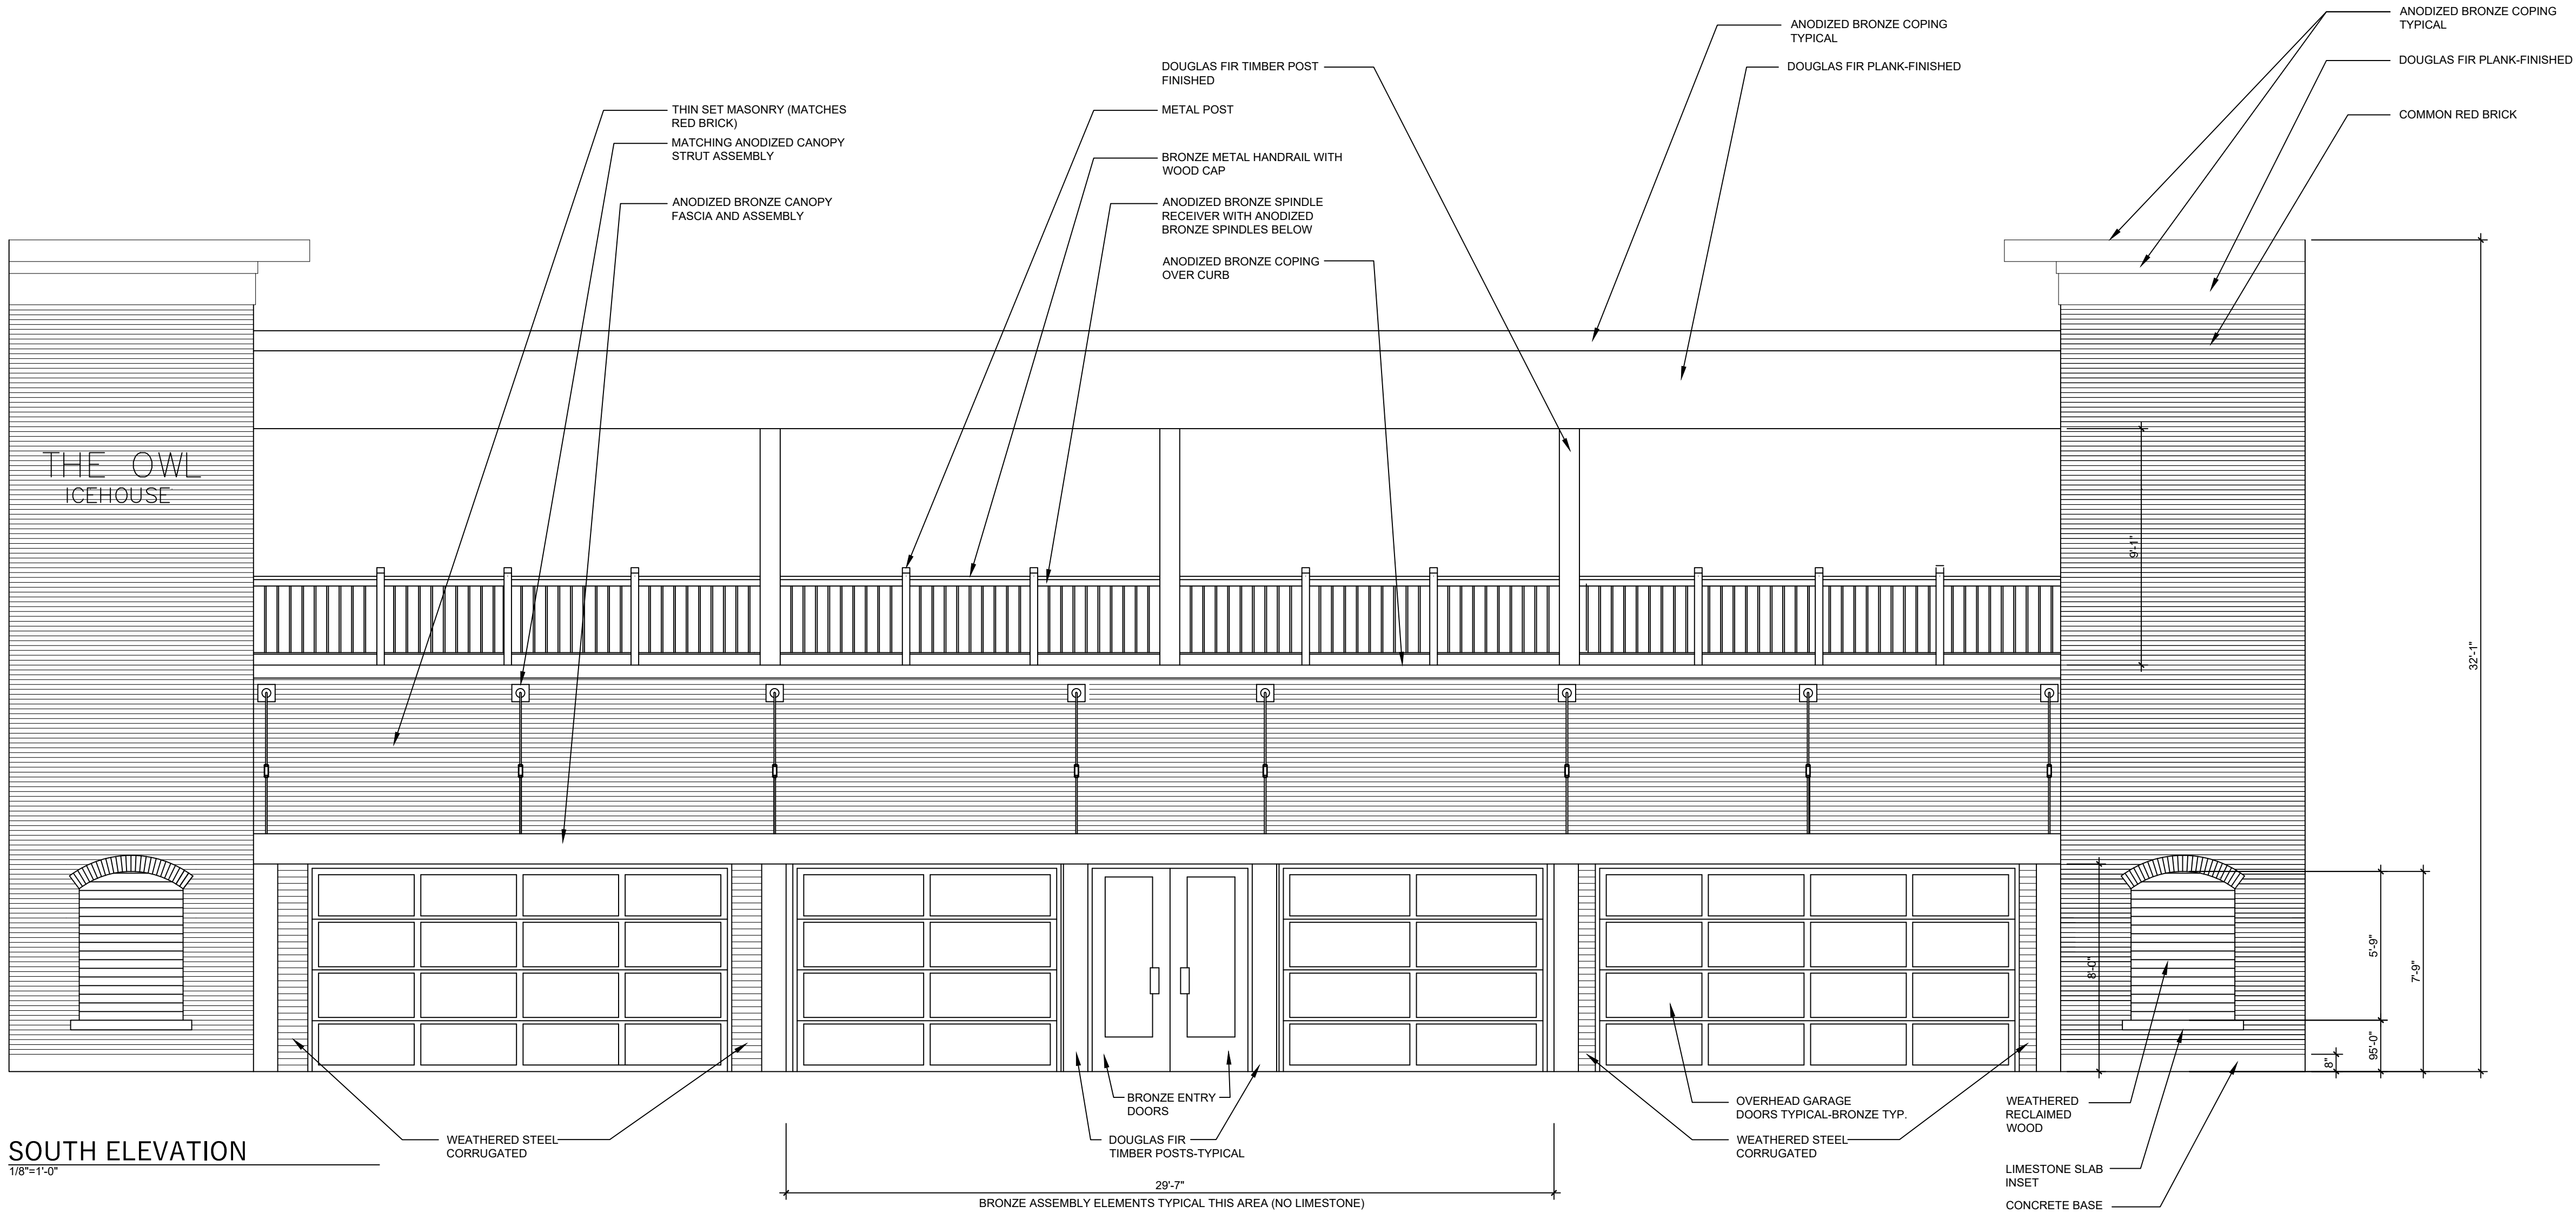 ANODIZED BRONZE COPING
TYPICAL
DOUGLAS FIR PLANK-FINISHED
COMMON RED BRICK
ANODIZED BRONZE COPING
TYPICAL
DOUGLAS FIR PLANK-FINISHED
DOUGLAS FIR TIMBER POST
FINISHED
METAL POST
BRONZE METAL HANDRAIL WITH
WOOD CAP
ANODIZED BRONZE SPINDLE
RECEIVER WITH ANODIZED
BRONZE SPINDLES BELOW
ANODIZED BRONZE COPING
OVER CURB
THIN SET MASONRY (MATCHES
RED BRICK)
MATCHING ANODIZED CANOPY
STRUT ASSEMBLY
ANODIZED BRONZE CANOPY
FASCIA AND ASSEMBLY
THE OWL
ICEHOUSE
9'-1"
32'-1"
8'-0"
5'-9"
7'-9"
95'-0"
8"
BRONZE ENTRY
DOORS
DOUGLAS FIR
TIMBER POSTS-TYPICAL
WEATHERED STEEL
CORRUGATED
OVERHEAD GARAGE
DOORS TYPICAL-BRONZE TYP.
WEATHERED STEEL
CORRUGATED
WEATHERED
RECLAIMED
WOOD
LIMESTONE SLAB
INSET
CONCRETE BASE
29'-7"
BRONZE ASSEMBLY ELEMENTS TYPICAL THIS AREA (NO LIMESTONE)
SOUTH ELEVATION
1/8"=1'-0"